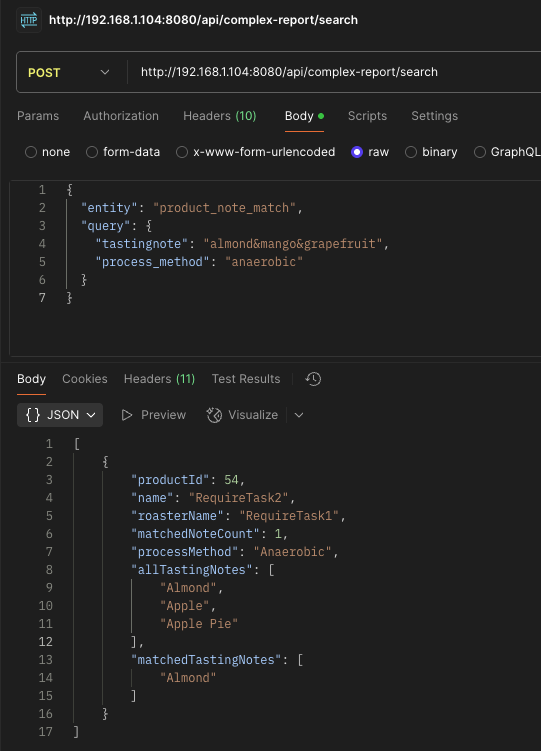 HTTP http://192.168.1.104:8080/api/complex-report/search
POST http://192.168.1.104:8080/api/complex-report/search
Params Authorization Headers (10) Body Scripts Settings
none form-data x-www-form-urlencoded raw binary GraphQL
1 {
2 "entity": "product_note_match",
3 "query": {
4 "tastingnote": "almond&mango&grapefruit",
5 "process_method": "anaerobic"
6 }
7 }
Body Cookies Headers (11) Test Results
{} JSON Preview Visualize
1 [
2 {
3 "productId": 54,
4 "name": "RequireTask2",
5 "roasterName": "RequireTask1",
6 "matchedNoteCount": 1,
7 "processMethod": "Anaerobic",
8 "allTastingNotes": [
9 "Almond",
10 "Apple",
11 "Apple Pie"
12 ],
13 "matchedTastingNotes": [
14 "Almond"
15 ]
16 }
17 ]